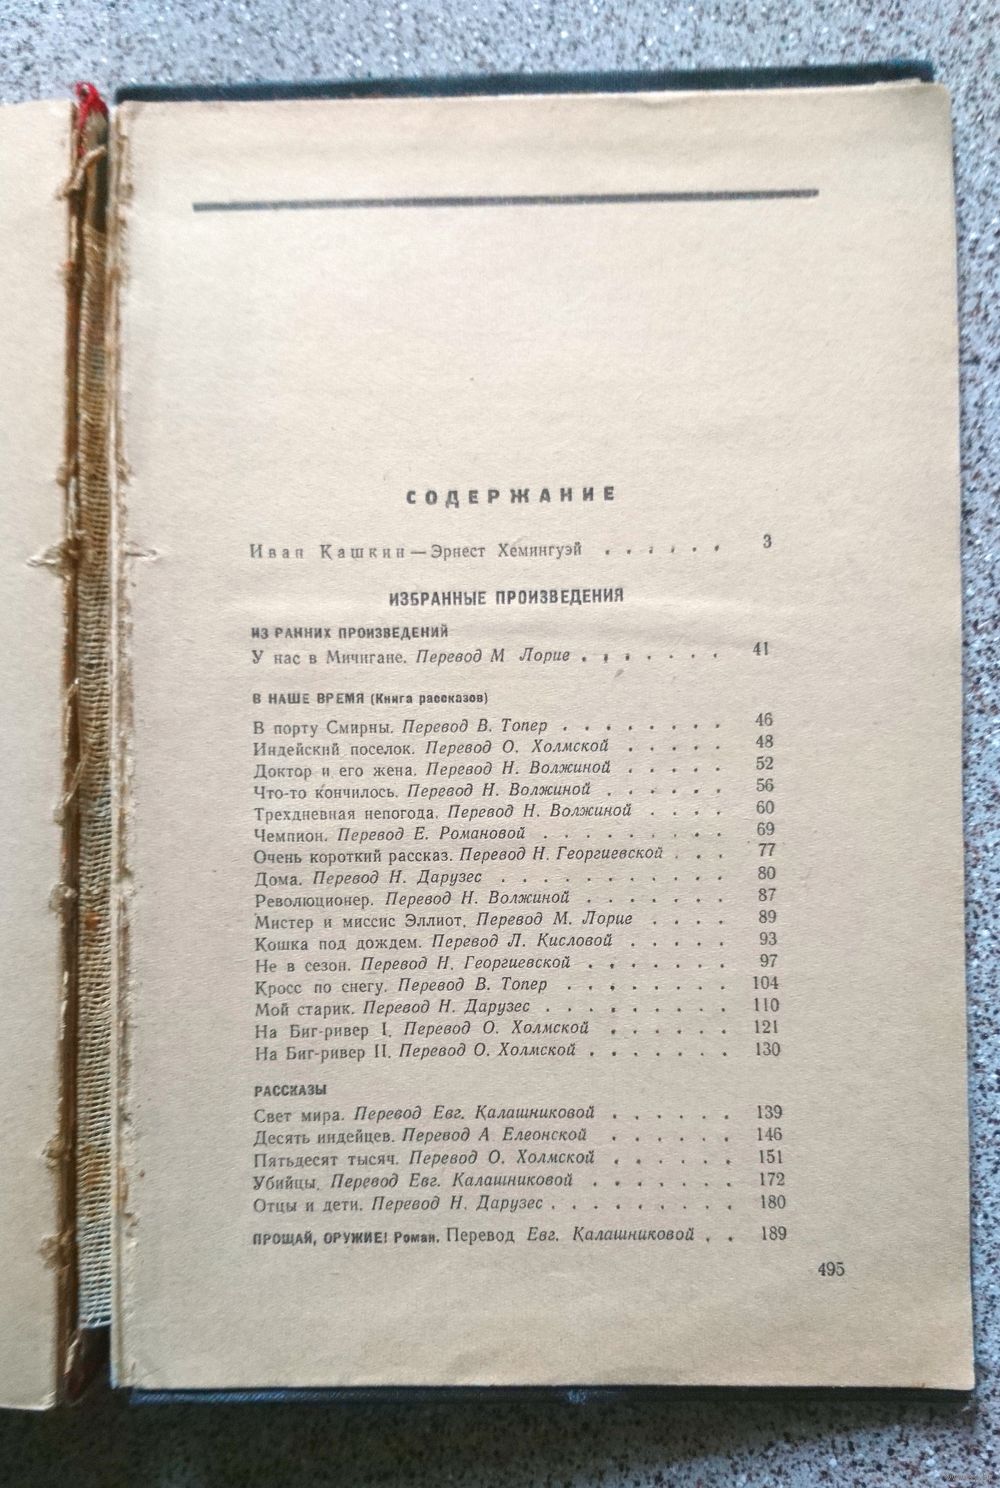 СОДЕРЖАНИЕ
Иван Кашкин — Эрнест Хемингуэй . . . . . . 3
ИЗБРАННЫЕ ПРОИЗВЕДЕНИЯ
ИЗ РАННИХ ПРОИЗВЕДЕНИЙ
У нас в Мичигане. Перевод М Лорие . . . . . . . 41
В НАШЕ ВРЕМЯ (Книга рассказов)
В порту Смирны. Перевод В. Топер . . . . . . . . 46
Индейский поселок. Перевод О. Холмской . . . . . 48
Доктор и его жена. Перевод Н. Волжиной . . . . . 52
Что-то кончилось. Перевод Н. Волжиной . . . . . . 56
Трехдневная непогода. Перевод Н. Волжиной . . . . 60
Чемпион. Перевод Е. Романовой . . . . . . . . . 69
Очень короткий рассказ. Перевод Н. Георгиевской . . . 77
Дома. Перевод Н. Дарузес . . . . . . . . . . . 80
Революционер. Перевод Н. Волжиной . . . . . . . 87
Мистер и миссис Эллиот. Перевод М. Лорие . . . . 89
Кошка под дождем. Перевод Л. Кисловой . . . . . 93
Не в сезон. Перевод Н. Георгиевской . . . . . . . 97
Кросс по снегу. Перевод В. Топер . . . . . . . . 104
Мой старик. Перевод Н. Дарузес . . . . . . . . . 110
На Биг-ривер I. Перевод О. Холмской . . . . . . 121
На Биг-ривер II. Перевод О. Холмской . . . . . . . 130
РАССКАЗЫ
Свет мира. Перевод Евг. Калашниковой . . . . . . 139
Десять индейцев. Перевод А Елеонской . . . . . . 146
Пятьдесят тысяч. Перевод О. Холмской . . . . . . 151
Убийцы. Перевод Евг. Калашниковой . . . . . . . 172
Отцы и дети. Перевод Н. Дарузес . . . . . . . . . 180
ПРОЩАЙ, ОРУЖИЕ! Роман. Перевод Евг. Калашниковой . . 189
495